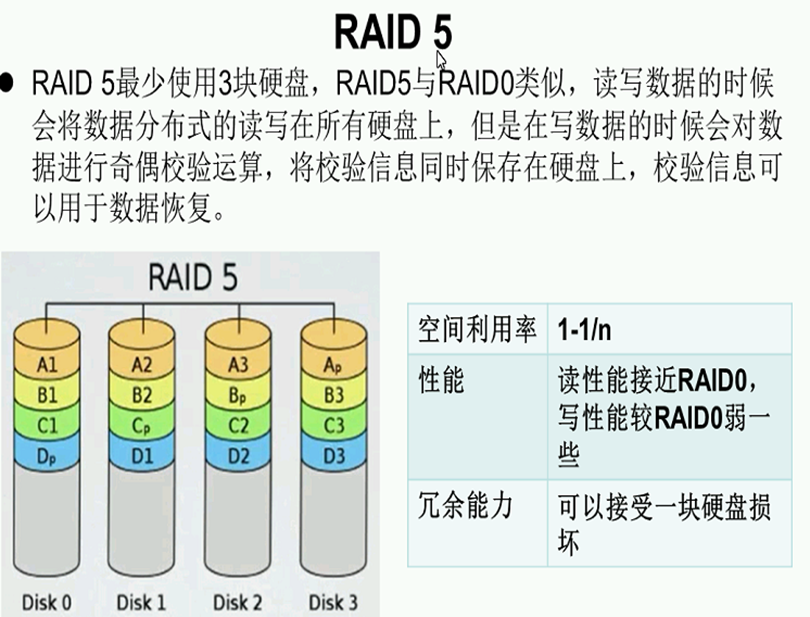 RAID 5
● RAID 5最少使用3块硬盘，RAID5与RAID0类似，读写数据的时候
会将数据分布式的读写在所有硬盘上，但是在写数据的时候会对数
据进行奇偶校验运算，将校验信息同时保存在硬盘上，校验信息可
以用于数据恢复。
RAID 5
A1 A2 A3 Ap
B1 B2 Bp B3
C1 Cp C2 C3
Dp D1 D2 D3
Disk 0 Disk 1 Disk 2 Disk 3
空间利用率 1-1/n
性能 读性能接近RAID0，
写性能较RAID0弱一
些
冗余能力 可以接受一块硬盘损
坏